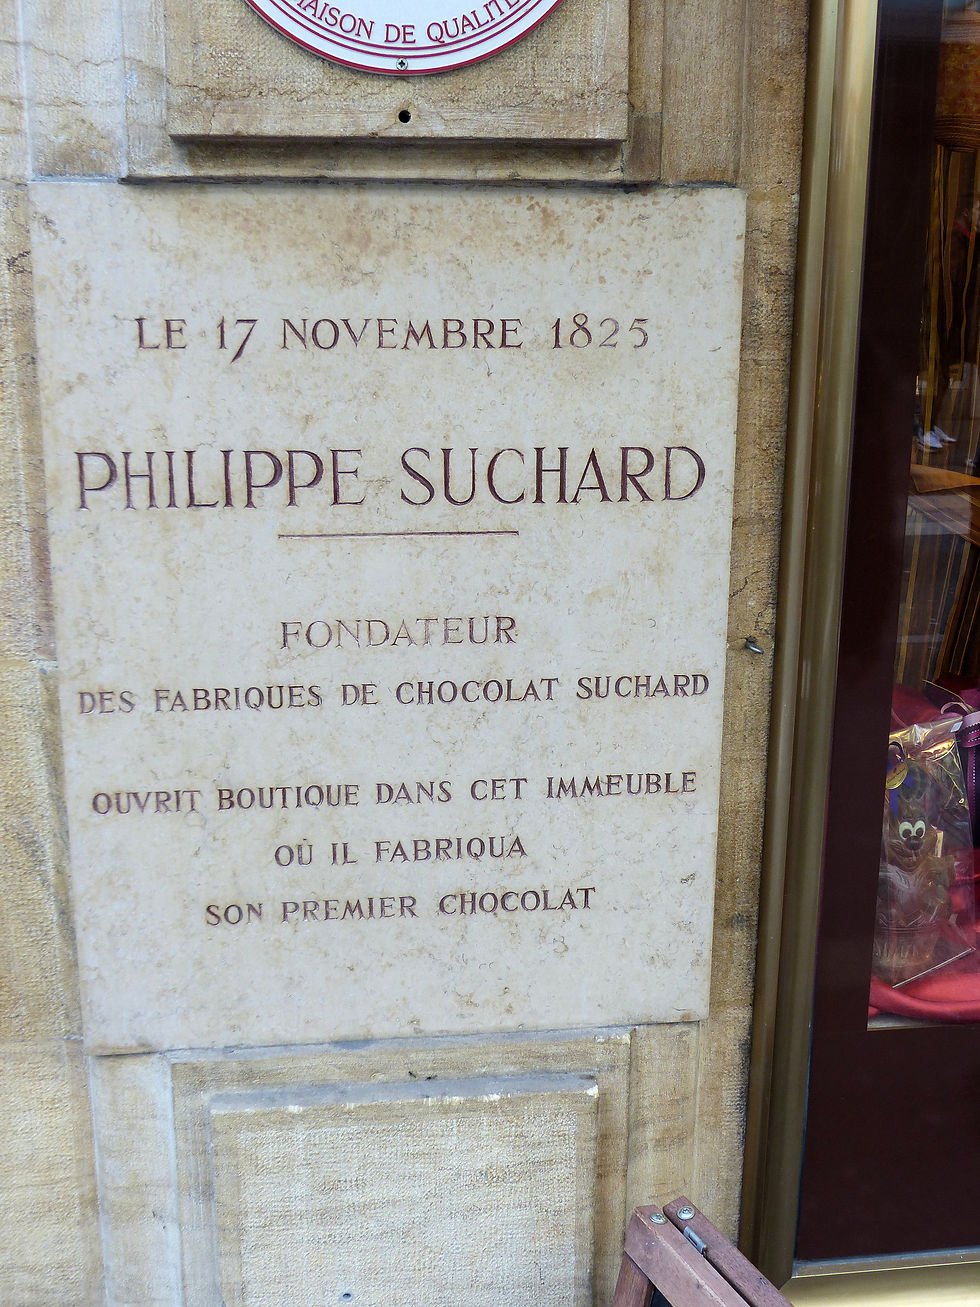 MAISON DE QUALITÉ
LE 17 NOVEMBRE 1825
PHILIPPE SUCHARD
FONDATEUR
DES FABRIQUES DE CHOCOLAT SUCHARD
OUVRIT BOUTIQUE DANS CET IMMEUBLE
OÙ IL FABRIQUA
SON PREMIER CHOCOLAT